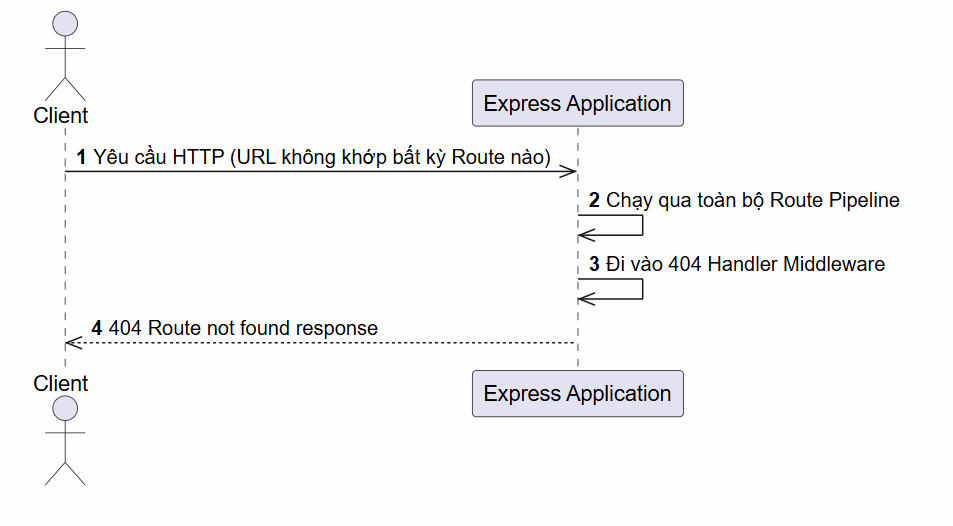 Client
Express Application
1 Yêu cầu HTTP (URL không khớp bất kỳ Route nào)
2 Chạy qua toàn bộ Route Pipeline
3 Đi vào 404 Handler Middleware
4 404 Route not found response
Client
Express Application